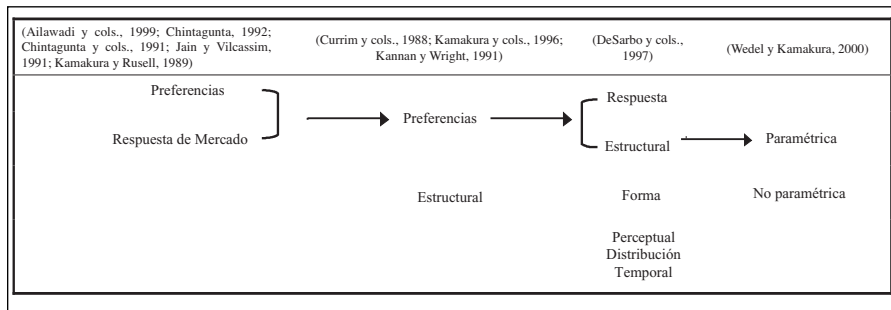 (Ailawadi y cols., 1999; Chintagunta, 1992;
Chintagunta y cols., 1991; Jain y Vilcassim,
1991; Kamakura y Rusell, 1989)
(Currim y cols., 1988; Kamakura y cols., 1996;
Kannan y Wright, 1991)
(DeSarbo y cols.,
1997)
(Wedel y Kamakura, 2000)
Preferencias
Respuesta de Mercado
Preferencias
Estructural
Respuesta
Estructural
Forma
Perceptual
Distribución
Temporal
Paramétrica
No paramétrica